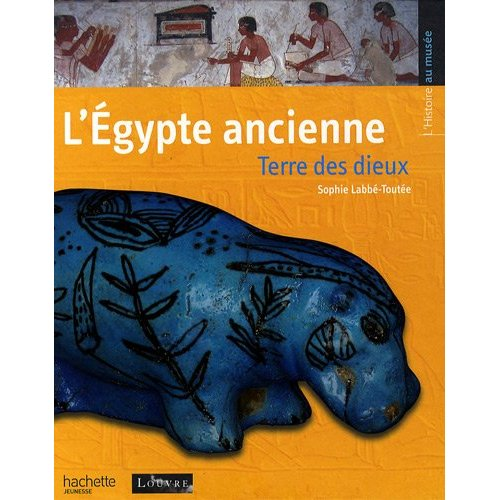 L'Histoire au musée
L'Égypte ancienne
Terre des dieux
Sophie Labbé-Toutée
hachette
JEUNESSE
LOUVRE